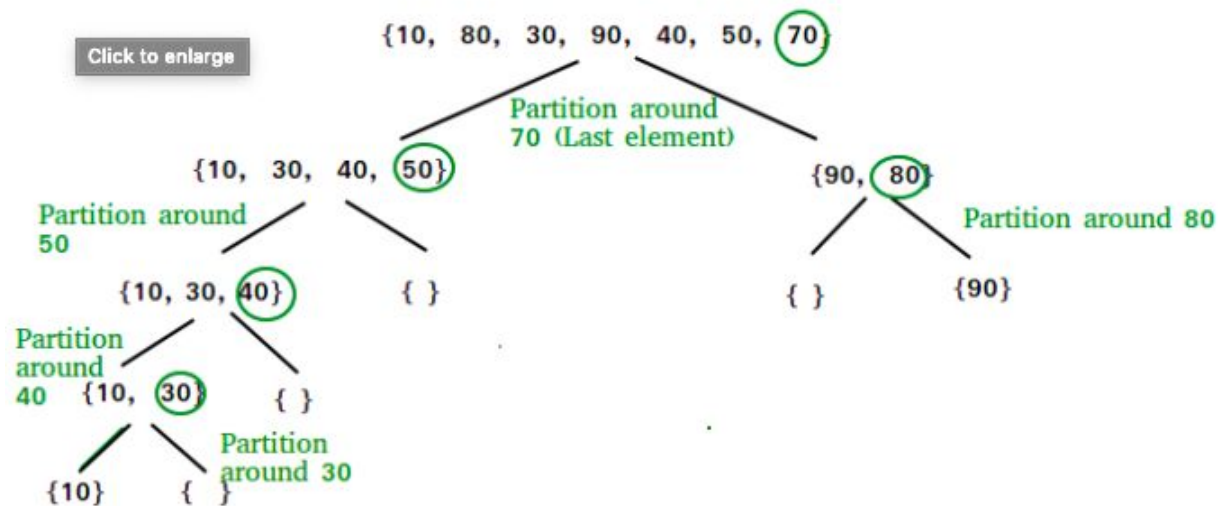 {10, 80, 30, 90, 40, 50, 70}
Click to enlarge
Partition around
70 (Last element)
{10, 30, 40, 50}
{90, 80}
Partition around
50
Partition around 80
{10, 30, 40}
{ }
{ }
{90}
Partition
around
40
{10, 30}
{ }
Partition
around 30
{10}
{ }